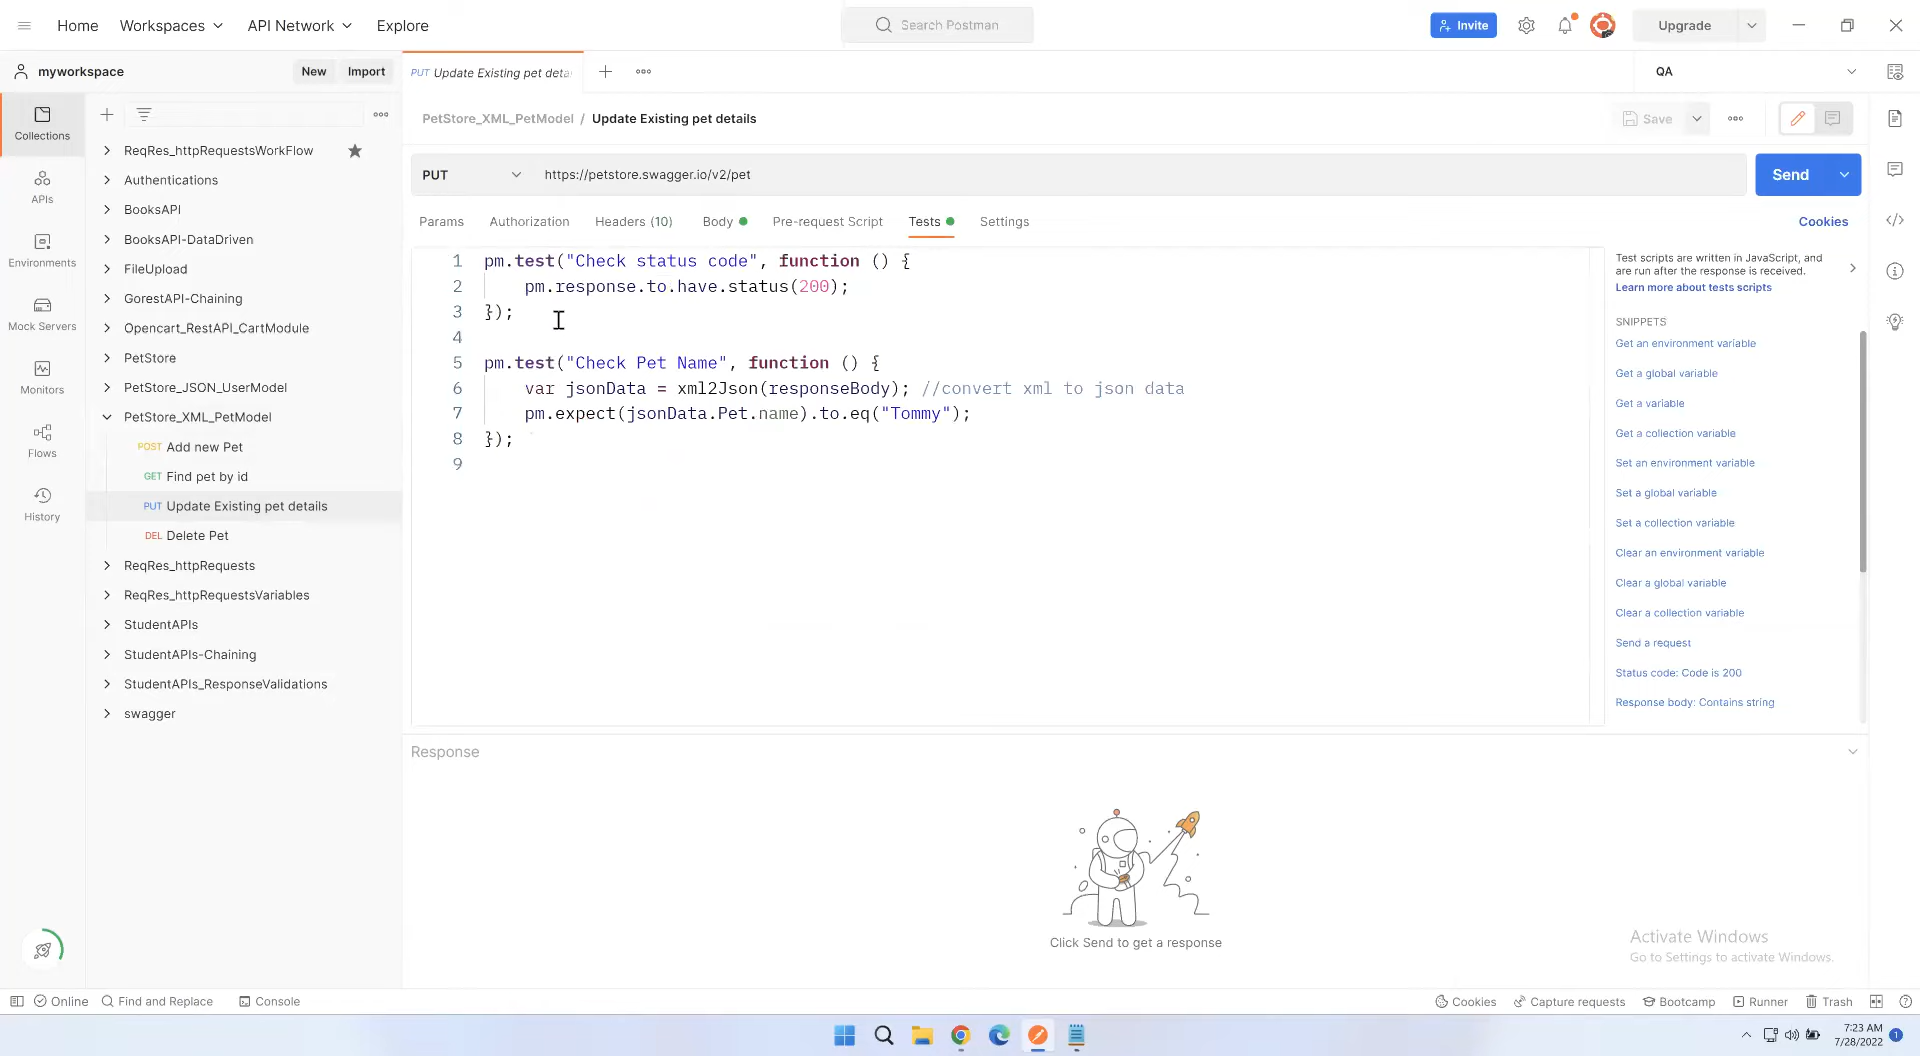 Home Workspaces API Network Explore Search Postman Invite Upgrade
myworkspace New Import PUT Update Existing pet deta QA
Collections
APIs
Environments
Mock Servers
Monitors
Flows
History
ReqRes_httpRequestsWorkFlow
Authentications
BooksAPI
BooksAPI-DataDriven
FileUpload
GorestAPI-Chaining
Opencart_RestAPI_CartModule
PetStore
PetStore_JSON_UserModel
PetStore_XML_PetModel
POST Add new Pet
GET Find pet by id
PUT Update Existing pet details
DEL Delete Pet
ReqRes_httpRequests
ReqRes_httpRequestsVariables
StudentAPIs
StudentAPIs-Chaining
StudentAPIs_ResponseValidations
swagger
PetStore_XML_PetModel / Update Existing pet details Save
PUT https://petstore.swagger.io/v2/pet Send
Params Authorization Headers (10) Body Pre-request Script Tests Settings Cookies
1 pm.test("Check status code", function () {
2 pm.response.to.have.status(200);
3 });
4
5 pm.test("Check Pet Name", function () {
6 var jsonData = xml2Json(responseBody); //convert xml to json data
7 pm.expect(jsonData.Pet.name).to.eq("Tommy");
8 });
9
Test scripts are written in JavaScript, and
are run after the response is received.
Learn more about tests scripts
SNIPPETS
Get an environment variable
Get a global variable
Get a variable
Get a collection variable
Set an environment variable
Set a global variable
Set a collection variable
Clear an environment variable
Clear a global variable
Clear a collection variable
Send a request
Status code: Code is 200
Response body: Contains string
Response
Click Send to get a response
Activate Windows
Go to Settings to activate Windows.
Online Find and Replace Console Cookies Capture requests Bootcamp Runner Trash
7:23 AM
7/28/2022 1